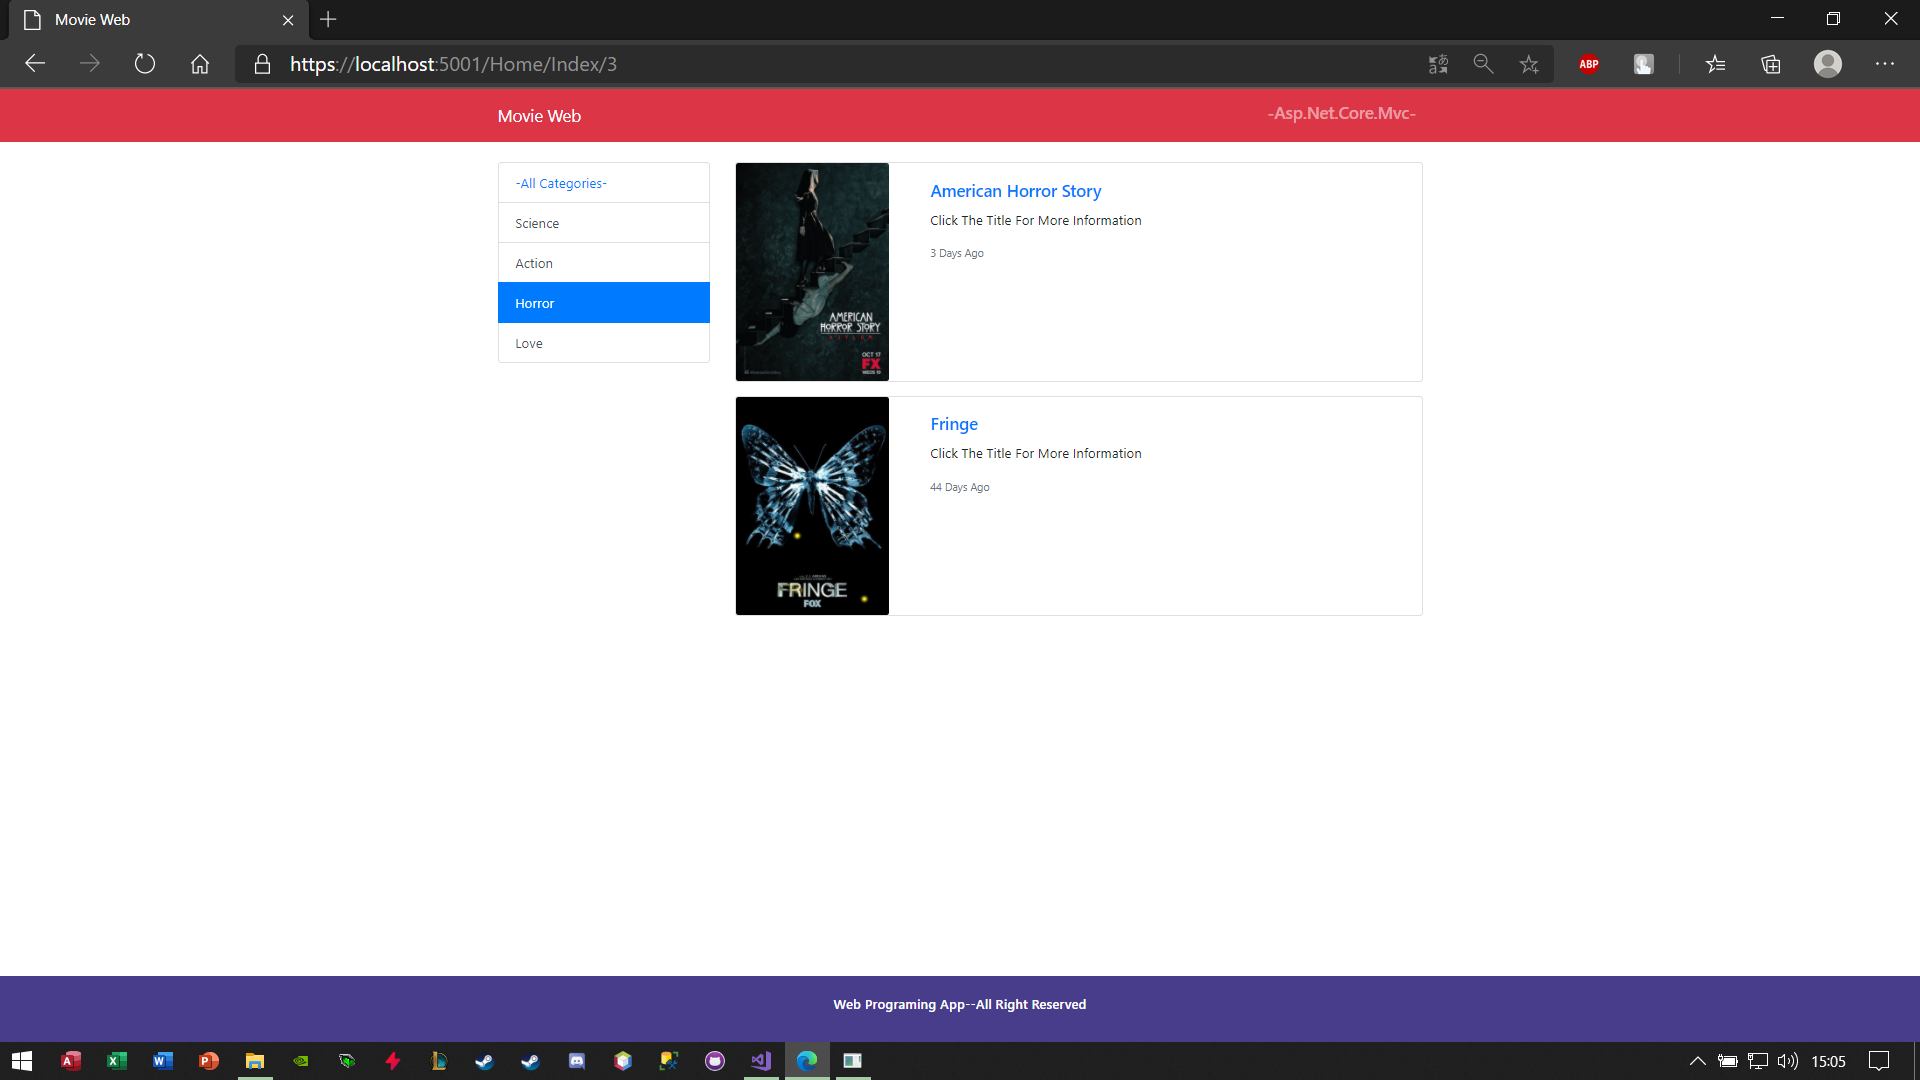 Movie Web
https://localhost:5001/Home/Index/3
ABP
Movie Web
-Asp.Net.Core.Mvc-
-All Categories-
Science
Action
Horror
Love
AMERICAN
HORROR STORY
ASYLUM
OCT 17
FX
American Horror Story
Click The Title For More Information
3 Days Ago
FRINGE
FOX
Fringe
Click The Title For More Information
44 Days Ago
Web Programing App--All Right Reserved
15:05